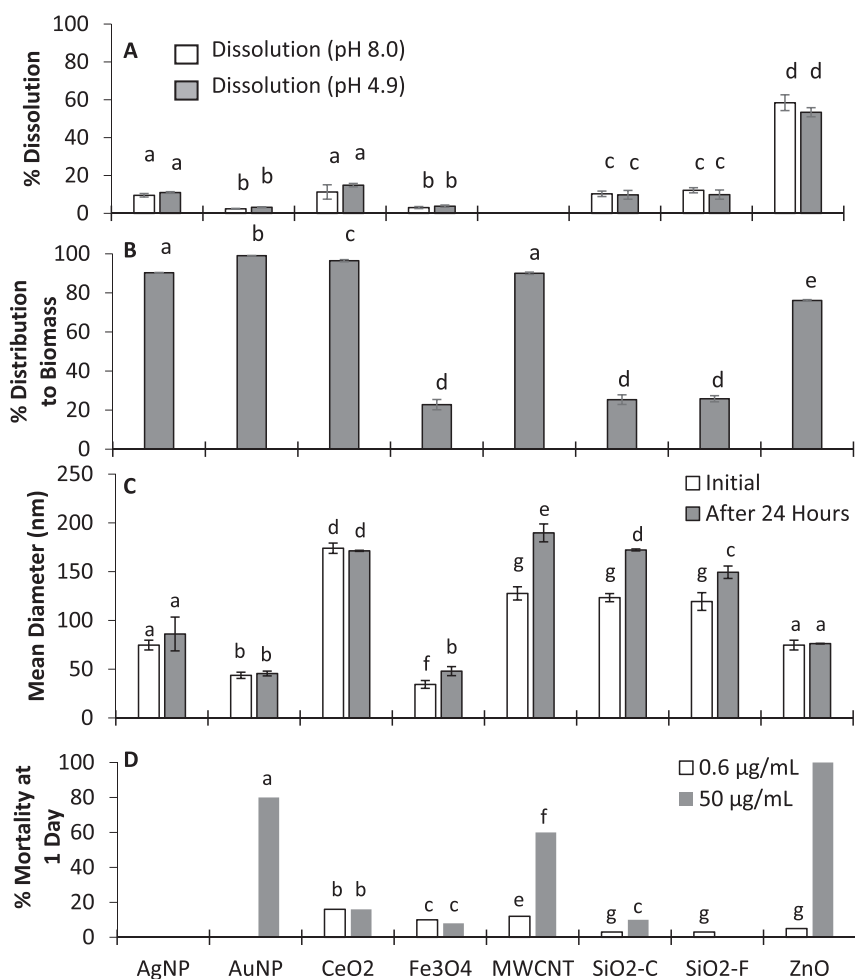 100
80
60
40
20
0
% Dissolution
A
Dissolution (pH 8.0)
Dissolution (pH 4.9)
a a
b b
a a
b b
c c
c c
d d
100
80
60
40
20
0
% Distribution
to Biomass
B
a
b
c
d
a
d
d
e
250
200
150
100
50
0
Mean Diameter (nm)
C
Initial
After 24 Hours
a a
b b
d d
f b
g e
g d
g c
a a
100
80
60
40
20
0
% Mortality at
1 Day
D
0.6 µg/mL
50 µg/mL
a
b b
c c
e f
g c
g
g
AgNP AuNP CeO2 Fe3O4 MWCNT SiO2-C SiO2-F ZnO